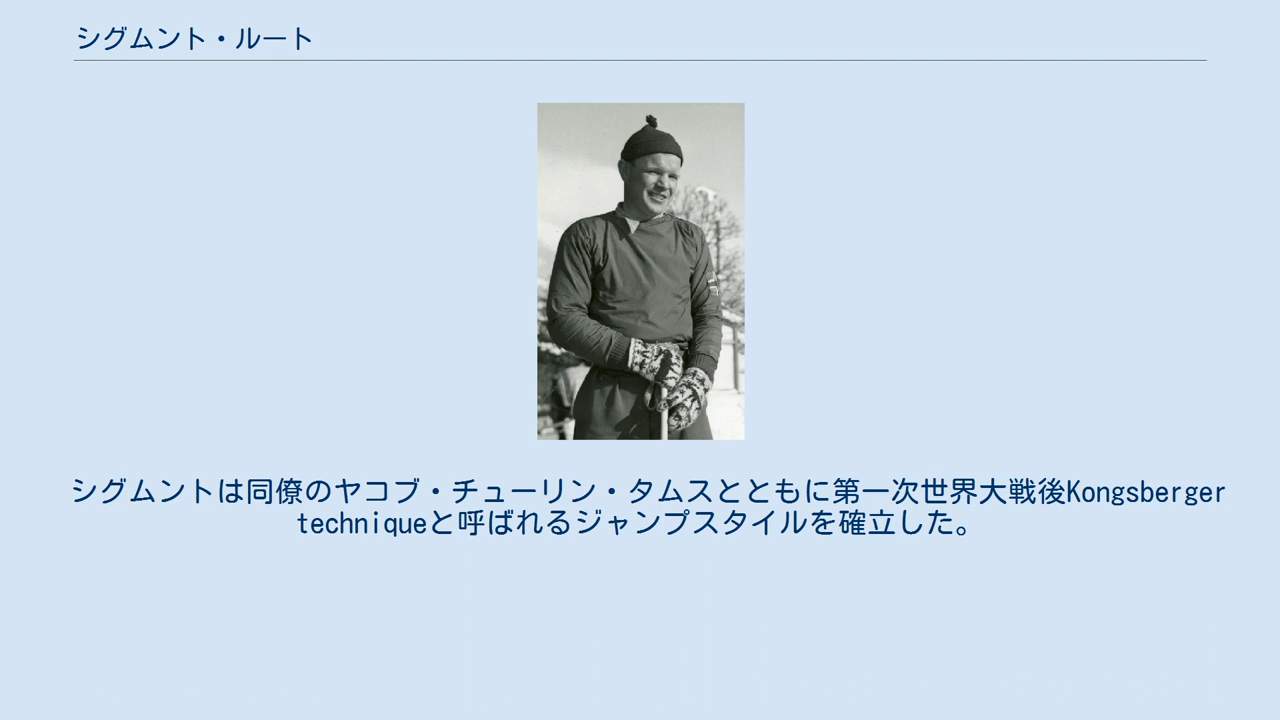 シグムント・ルート
シグムントは同僚のヤコブ・チューリン・タムスとともに第一次世界大戦後Kongsberger
techniqueと呼ばれるジャンプスタイルを確立した。